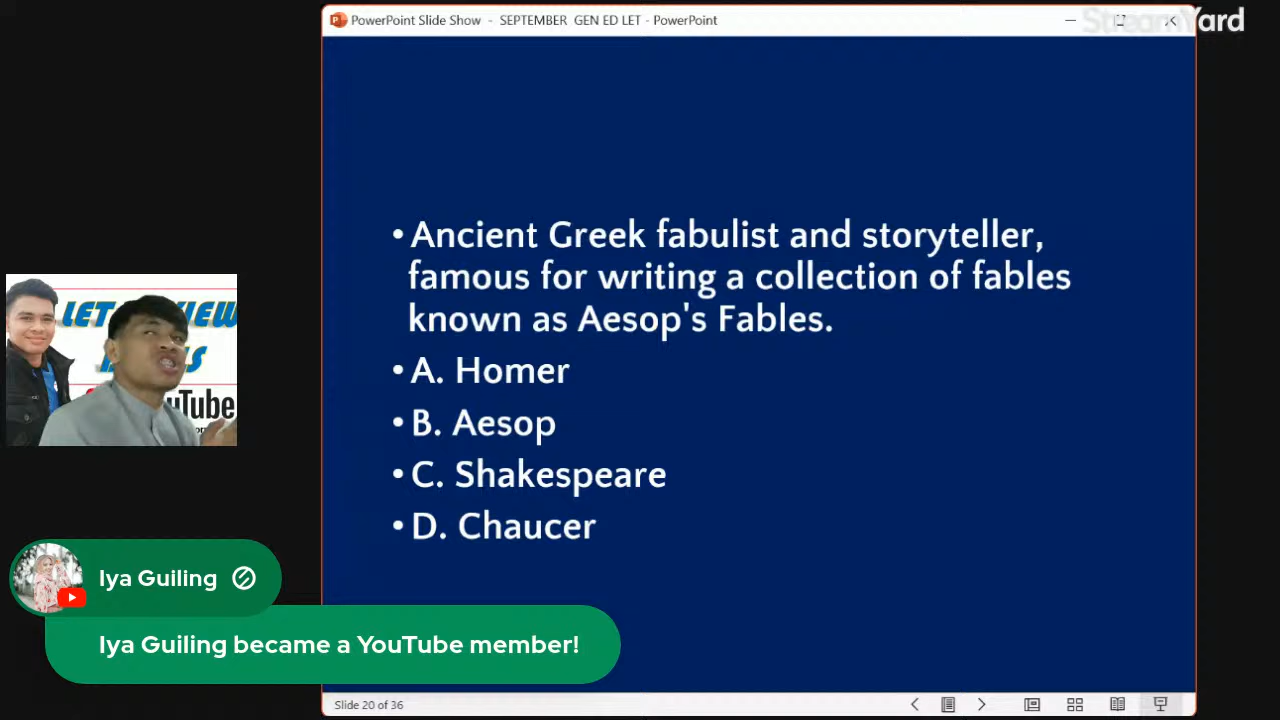 PowerPoint Slide Show - SEPTEMBER GEN ED LET - PowerPoint
StreamYard
• Ancient Greek fabulist and storyteller,
famous for writing a collection of fables
known as Aesop's Fables.
• A. Homer
• B. Aesop
• C. Shakespeare
• D. Chaucer
LET
Iya Guiling
Iya Guiling became a YouTube member!
Slide 20 of 36